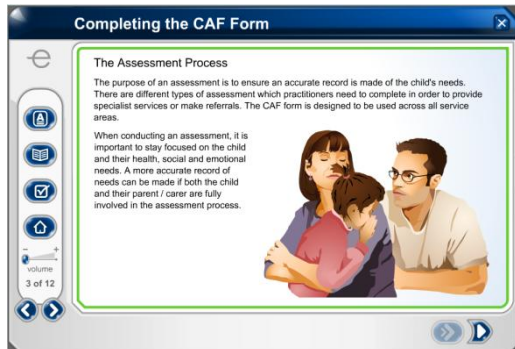 Completing the CAF Form
The Assessment Process
The purpose of an assessment is to ensure an accurate record is made of the child's needs.
There are different types of assessment which practitioners need to complete in order to provide
specialist services or make referrals. The CAF form is designed to be used across all service
areas.
When conducting an assessment, it is
important to stay focused on the child
and their health, social and emotional
needs. A more accurate record of
needs can be made if both the child
and their parent / carer are fully
involved in the assessment process.
A
- +
volume
3 of 12